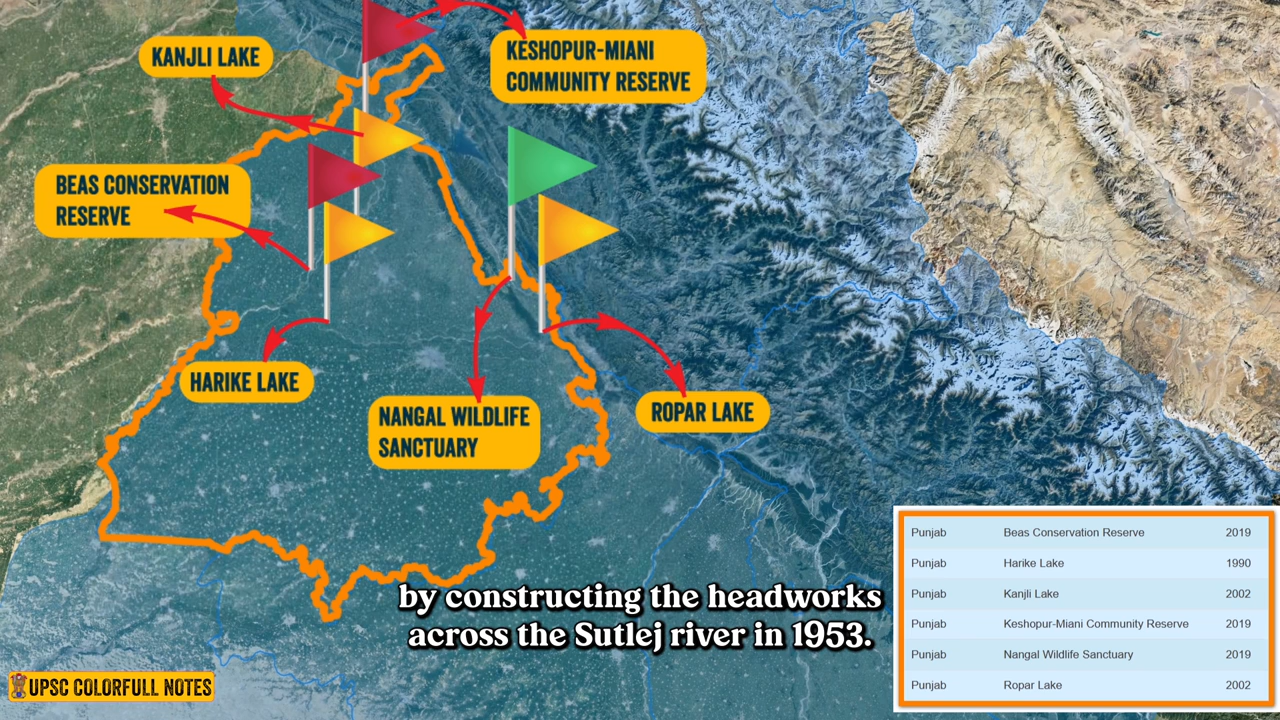 KANJLI LAKE
KESHOPUR-MIANI
COMMUNITY RESERVE
BEAS CONSERVATION
RESERVE
HARIKE LAKE
NANGAL WILDLIFE
SANCTUARY
ROPAR LAKE
by constructing the headworks
across the Sutlej river in 1953.
Punjab Beas Conservation Reserve 2019
Punjab Harike Lake 1990
Punjab Kanjli Lake 2002
Punjab Keshopur-Miani Community Reserve 2019
Punjab Nangal Wildlife Sanctuary 2019
Punjab Ropar Lake 2002
UPSC COLORFULL NOTES